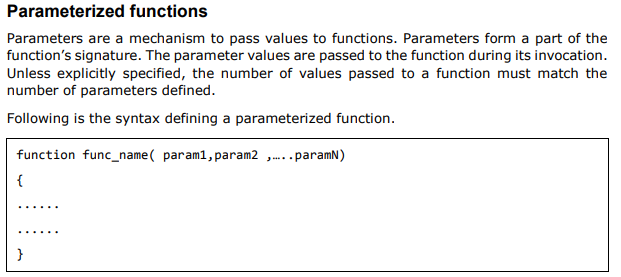 Parameterized functions
Parameters are a mechanism to pass values to functions. Parameters form a part of the
function’s signature. The parameter values are passed to the function during its invocation.
Unless explicitly specified, the number of values passed to a function must match the
number of parameters defined.
Following is the syntax defining a parameterized function.
function func_name( param1,param2 ,…..paramN)
{
......
......
}